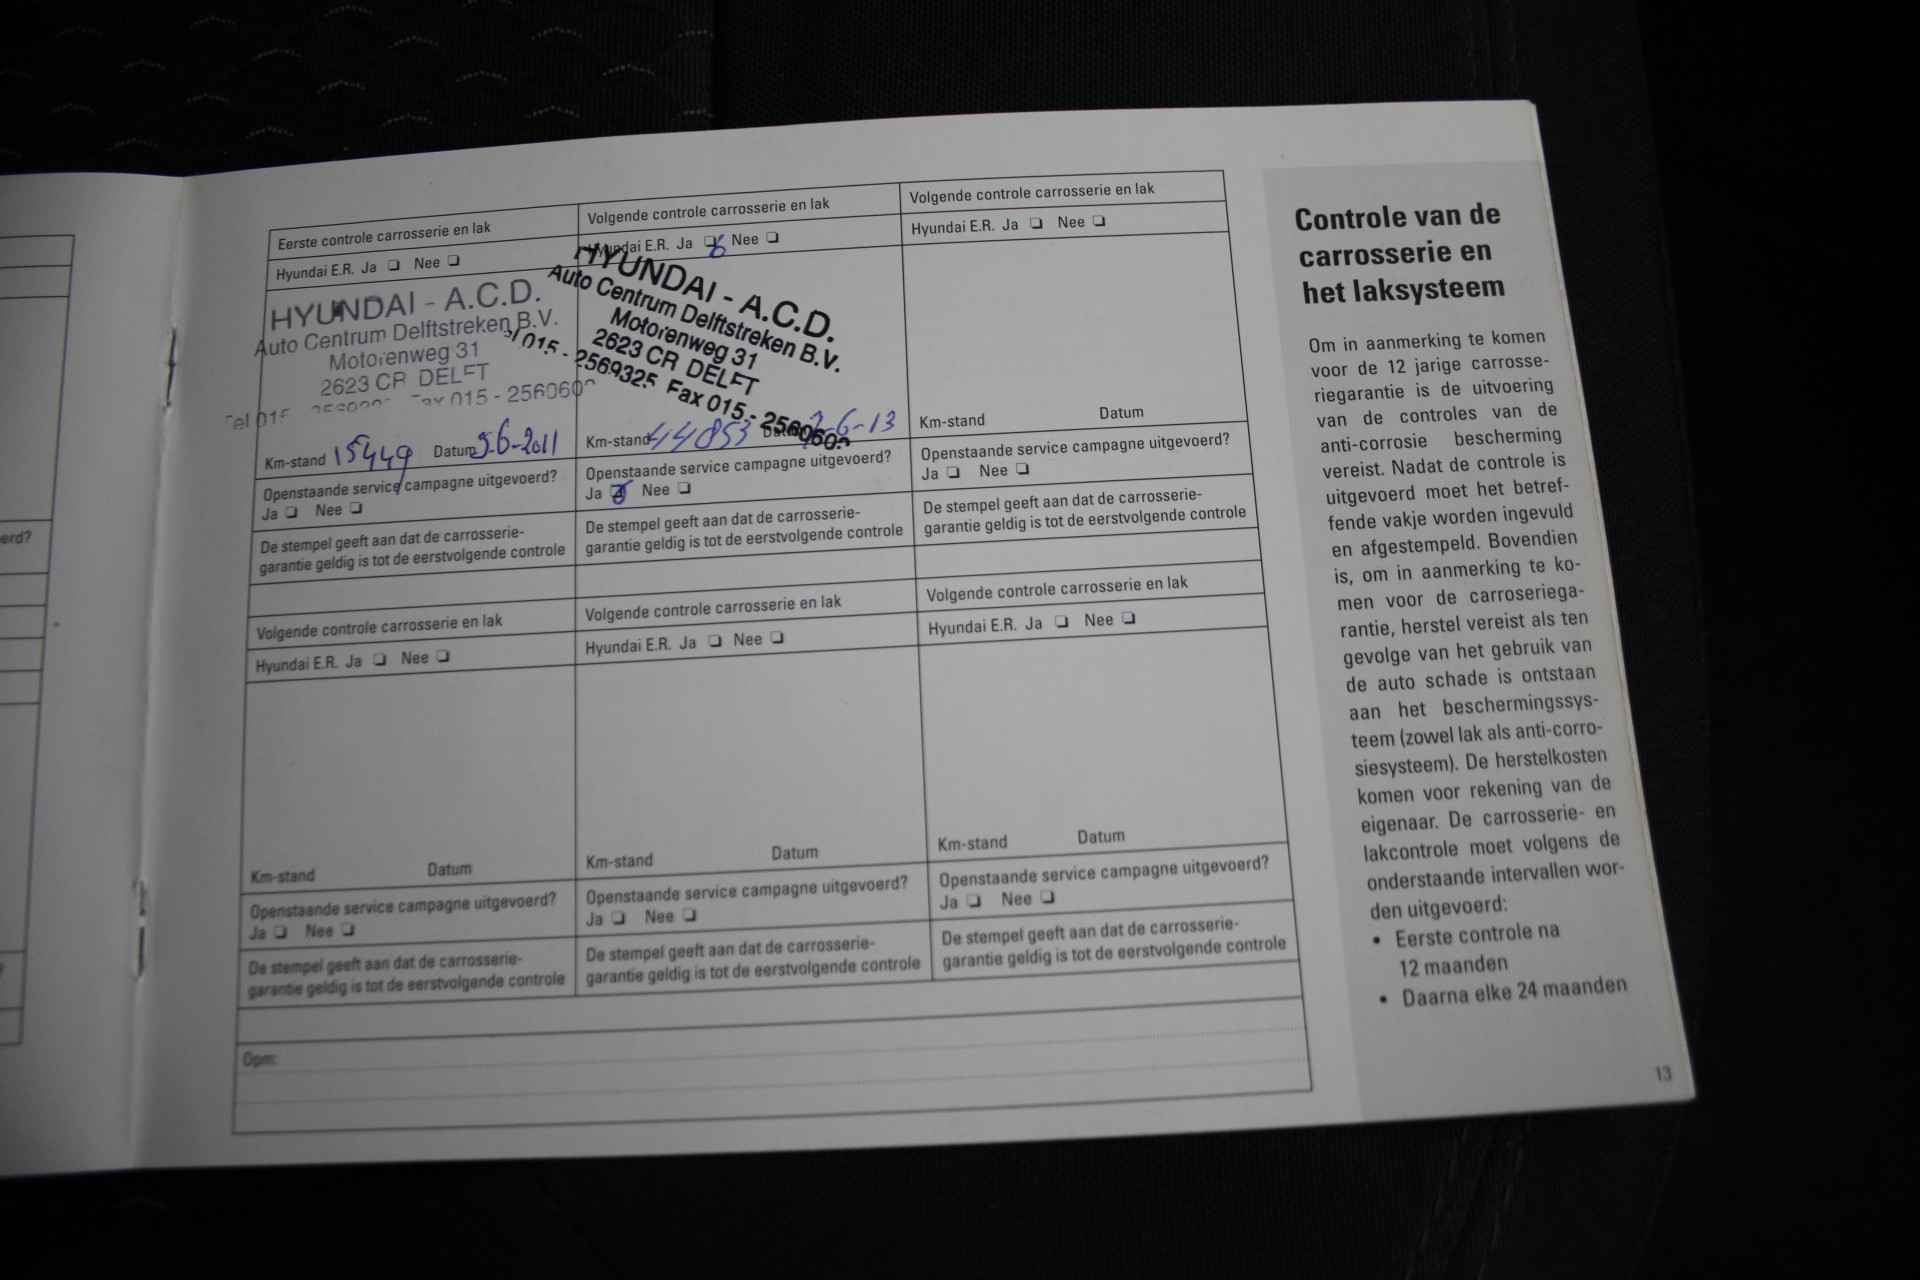 Eerste controle carrosserie en lak
Hyundai E.R. Ja ❏ Nee ❏
HYUNDAI - A.C.D.
Auto Centrum Delftstreken B.V.
Motorenweg 31
2623 CR DELFT
Tel 015 Fax 015 - 2560602
Km-stand 15449 Datum 9-6-2011
Openstaande service campagne uitgevoerd?
Ja ❏ Nee ❏
De stempel geeft aan dat de carrosserie-
garantie geldig is tot de eerstvolgende controle
Volgende controle carrosserie en lak
Hyundai E.R. Ja ❏ Nee ❏
HYUNDAI - A.C.D.
Auto Centrum Delftstreken B.V.
Motorenweg 31
2623 CR DELFT
015 - 2569325 Fax 015 - 2560602
Km-stand 44853 6-13
Openstaande service campagne uitgevoerd?
Ja ❏ Nee ❏
De stempel geeft aan dat de carrosserie-
garantie geldig is tot de eerstvolgende controle
Volgende controle carrosserie en lak
Hyundai E.R. Ja ❏ Nee ❏
Km-stand Datum
Openstaande service campagne uitgevoerd?
Ja ❏ Nee ❏
De stempel geeft aan dat de carrosserie-
garantie geldig is tot de eerstvolgende controle
Volgende controle carrosserie en lak
Hyundai E.R. Ja ❏ Nee ❏
Km-stand Datum
Openstaande service campagne uitgevoerd?
Ja ❏ Nee ❏
De stempel geeft aan dat de carrosserie-
garantie geldig is tot de eerstvolgende controle
Volgende controle carrosserie en lak
Hyundai E.R. Ja ❏ Nee ❏
Km-stand Datum
Openstaande service campagne uitgevoerd?
Ja ❏ Nee ❏
De stempel geeft aan dat de carrosserie-
garantie geldig is tot de eerstvolgende controle
Volgende controle carrosserie en lak
Hyundai E.R. Ja ❏ Nee ❏
Km-stand Datum
Openstaande service campagne uitgevoerd?
Ja ❏ Nee ❏
De stempel geeft aan dat de carrosserie-
garantie geldig is tot de eerstvolgende controle
Opm:
Controle van de
carrosserie en
het laksysteem
Om in aanmerking te komen
voor de 12 jarige carrosse-
riegarantie is de uitvoering
van de controles van de
anti-corrosie bescherming
vereist. Nadat de controle is
uitgevoerd moet het betref-
fende vakje worden ingevuld
en afgestempeld. Bovendien
is, om in aanmerking te ko-
men voor de carroseriega-
rantie, herstel vereist als ten
gevolge van het gebruik van
de auto schade is ontstaan
aan het beschermingssys-
teem (zowel lak als anti-corro-
siesysteem). De herstelkosten
komen voor rekening van de
eigenaar. De carrosserie- en
lakcontrole moet volgens de
onderstaande intervallen wor-
den uitgevoerd:
• Eerste controle na
12 maanden
• Daarna elke 24 maanden
13